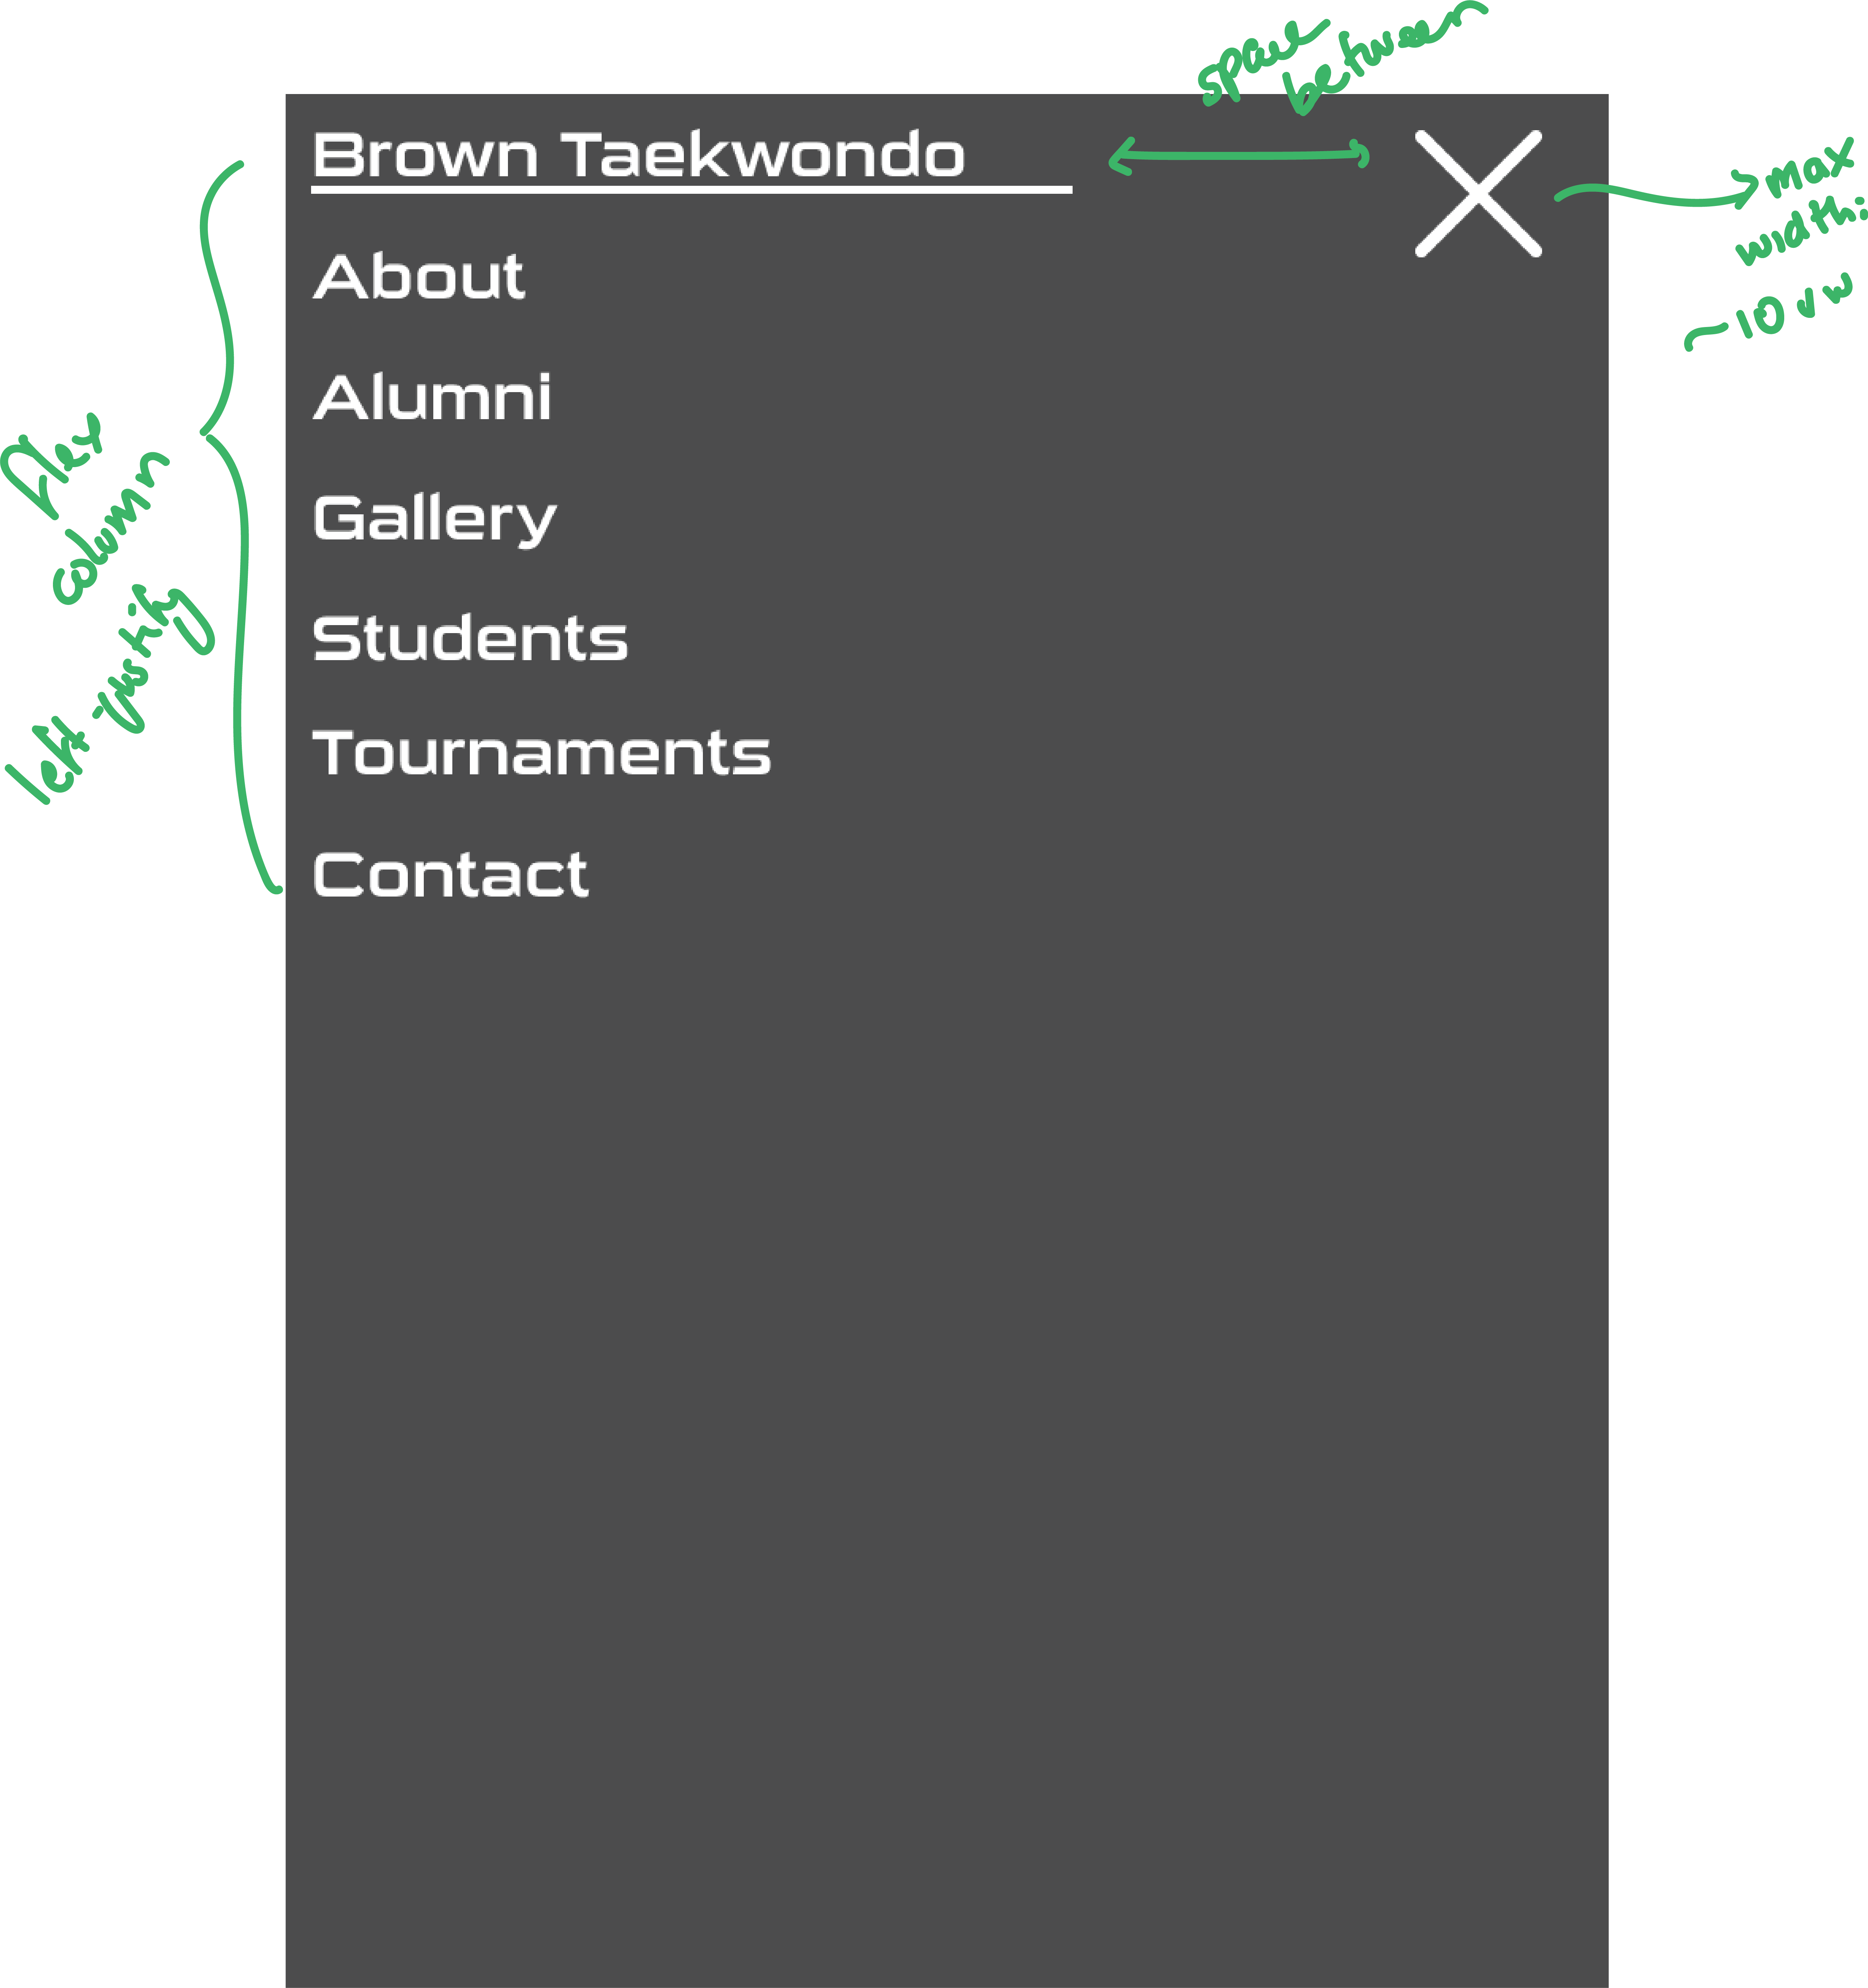 space
between
Brown Taekwondo
max
width:
~10vw
About
Alumni
flex
column
Gallery
Students
left-justify
Tournaments
Contact